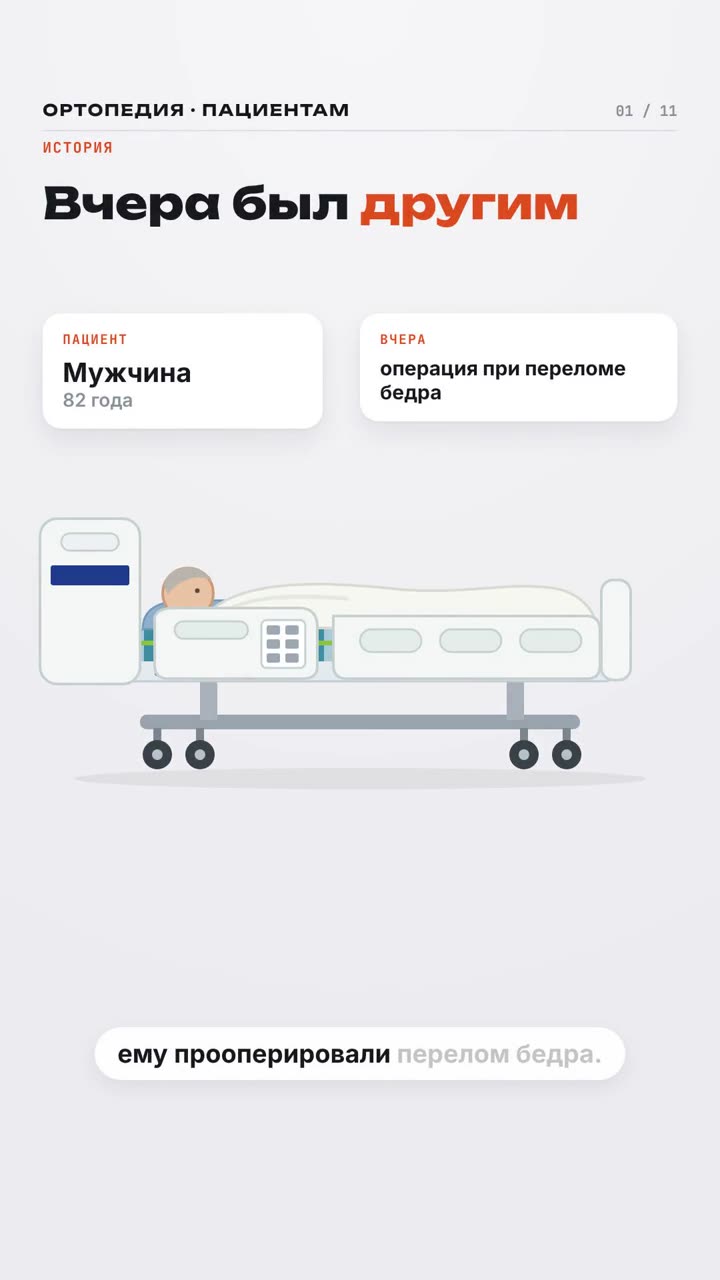 ОРТОПЕДИЯ · ПАЦИЕНТАМ
01 / 11
ИСТОРИЯ
Вчера был другим
ПАЦИЕНТ
Мужчина
82 года
ВЧЕРА
операция при переломе
бедра
ему прооперировали перелом бедра.